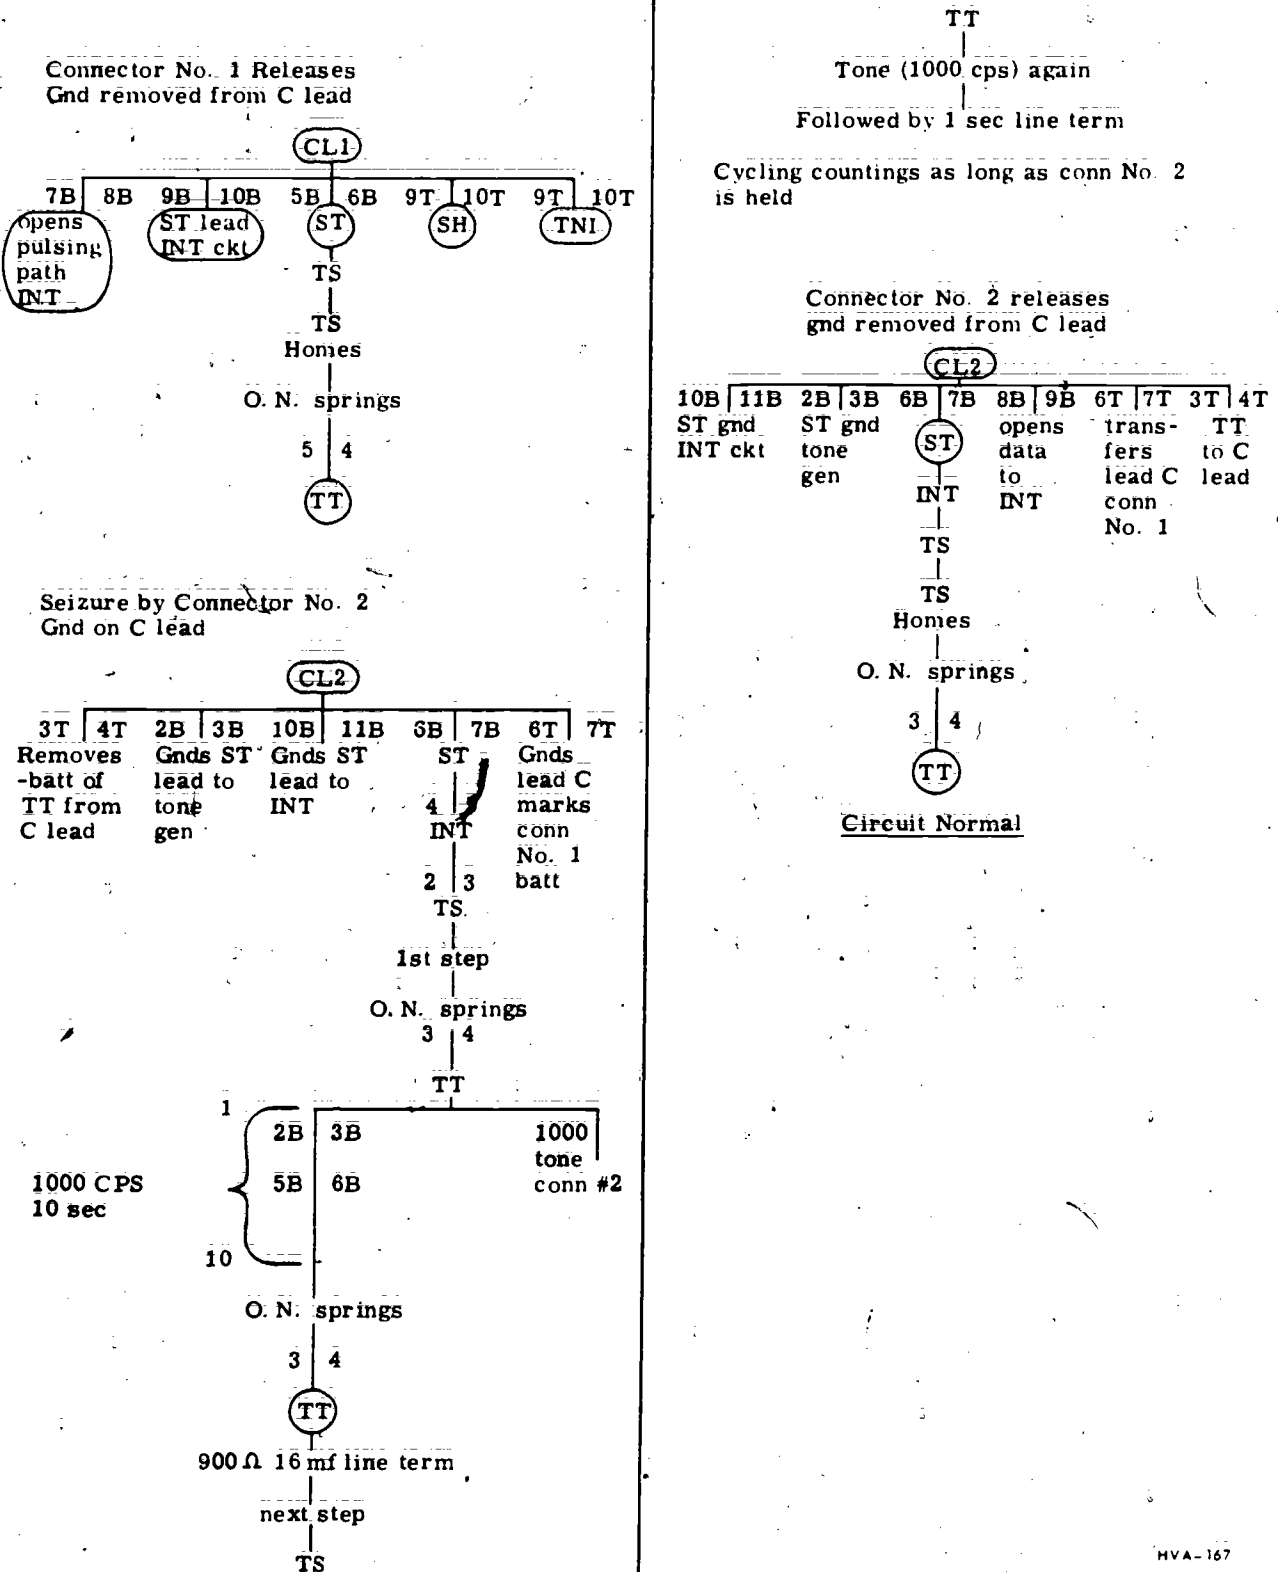 Connector No. 1 Releases
Gnd removed from C lead
CL1
7B 8B 9B 10B 5B 6B 9T 10T 9T 10T
opens
pulsing
path
INT
ST lead
INT ckt
ST
SH
TNI
TS
TS
Homes
O. N. springs
5 4
TT
Seizure by Connector No. 2
Gnd on C lead
CL2
3T 4T 2B 3B 10B 11B 6B 7B 6T 7T
Removes
-batt of
TT from
C lead
Gnds ST
lead to
tone
gen
Gnds ST
lead to
INT
ST
4
INT
2 3
TS
Gnds
lead C
marks
conn
No. 1
batt
1st step
O. N. springs
3 4
TT
1
2B 3B
5B 6B
1000 CPS
10 sec
10
1000
tone
conn #2
O. N. springs
3 4
TT
900Ω 16 mf line term
next step
TS
TT
Tone (1000 cps) again
Followed by 1 sec line term
Cycling countings as long as conn No. 2
is held
Connector No. 2 releases
gnd removed from C lead
CL2
10B 11B 2B 3B 6B 7B 8B 9B 6T 7T 3T 4T
ST gnd
INT ckt
ST gnd
tone
gen
ST
INT
TS
TS
Homes
O. N. springs
3 4
TT
opens
data
to
INT
trans-
fers
lead C
conn
No. 1
TT
to C
lead
Circuit Normal
HVA-167